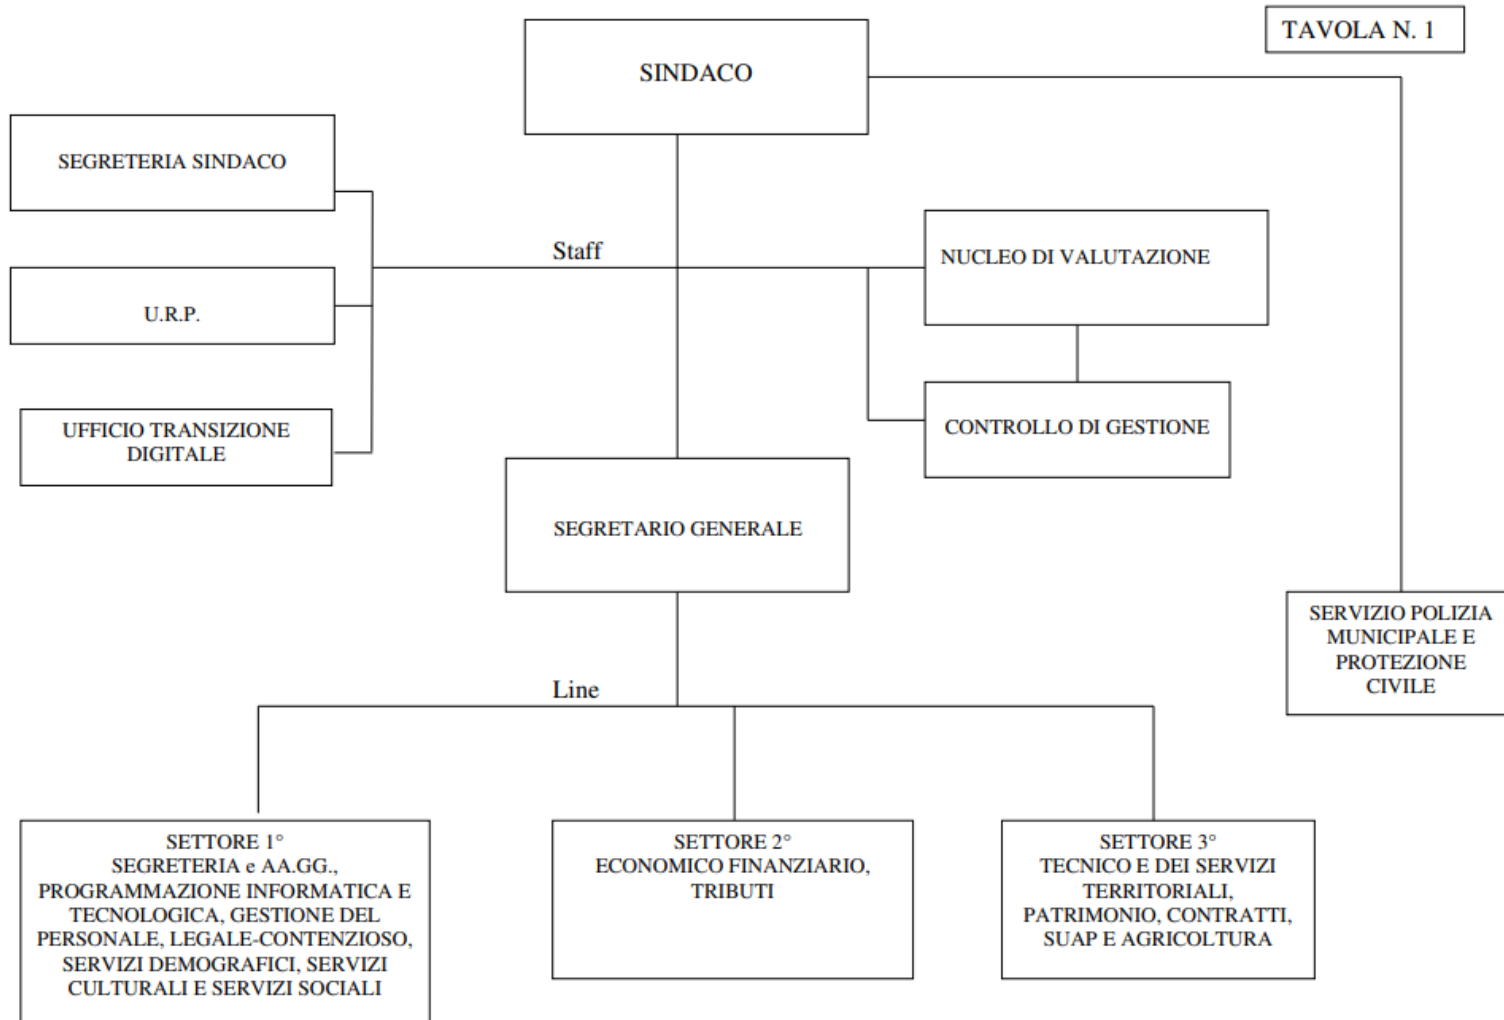 TAVOLA N. 1
SINDACO
SEGRETERIA SINDACO
Staff
NUCLEO DI VALUTAZIONE
U.R.P.
UFFICIO TRANSIZIONE
DIGITALE
CONTROLLO DI GESTIONE
SEGRETARIO GENERALE
SERVIZIO POLIZIA
MUNICIPALE E
PROTEZIONE
CIVILE
Line
SETTORE 1°
SEGRETERIA e AA.GG.,
PROGRAMMAZIONE INFORMATICA E
TECNOLOGICA, GESTIONE DEL
PERSONALE, LEGALE-CONTENZIOSO,
SERVIZI DEMOGRAFICI, SERVIZI
CULTURALI E SERVIZI SOCIALI
SETTORE 2°
ECONOMICO FINANZIARIO,
TRIBUTI
SETTORE 3°
TECNICO E DEI SERVIZI
TERRITORIALI,
PATRIMONIO, CONTRATTI,
SUAP E AGRICOLTURA